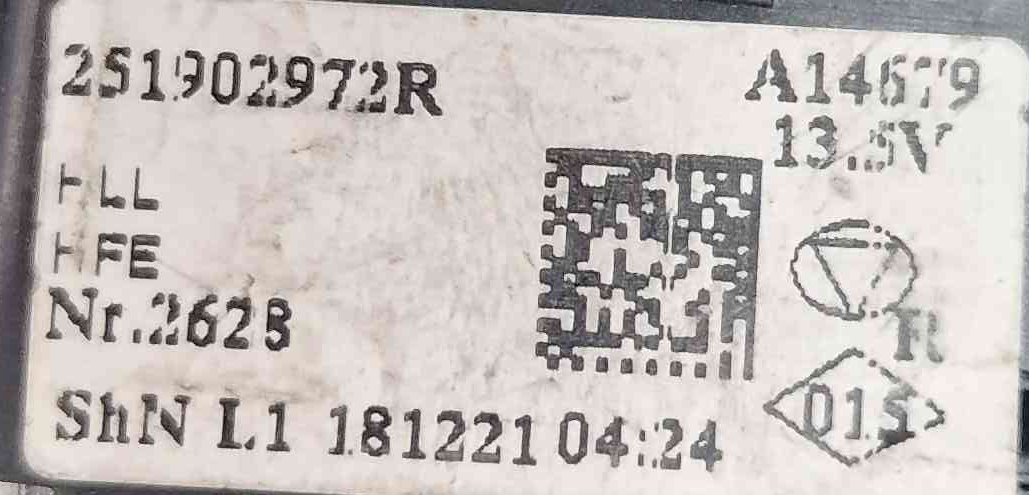 251902972R
A14679
13.5V
HLL
HFE
Nr.2628
R
ShN L1 181221 04:24
015